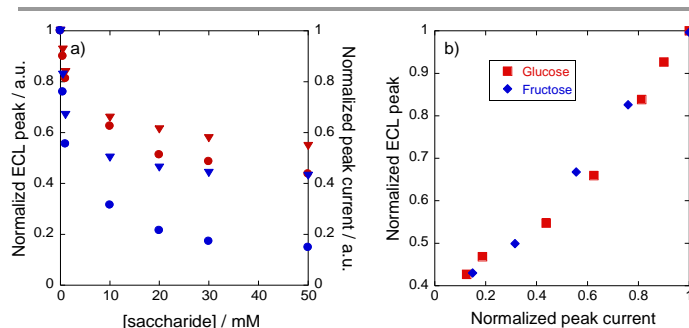 a)
Normalizd ECL peak / a.u.
1
0.8
0.6
0.4
0.2
0
0 10 20 30 40 50
[saccharide] / mM
1
0.8
0.6
0.4
0.2
0
Normalized peak
current / a.u.
b)
Glucose
Fructose
Normalized ECL peak
1
0.9
0.8
0.7
0.6
0.5
0.4
0 0.2 0.4 0.6 0.8 1
Normalized peak current